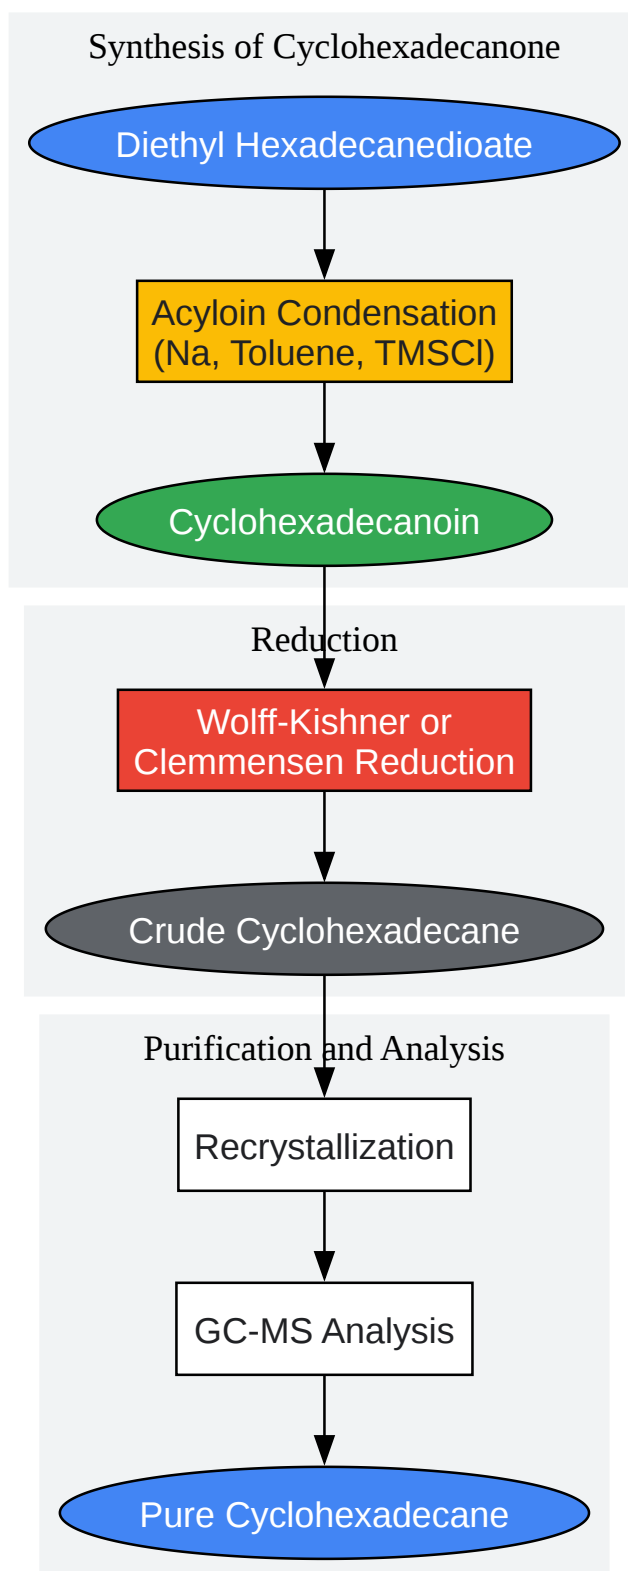 Synthesis of Cyclohexadecanone
Diethyl Hexadecanedioate
Acyloin Condensation
(Na, Toluene, TMSCl)
Cyclohexadecanoin
Reduction
Wolff-Kishner or
Clemmensen Reduction
Crude Cyclohexadecane
Purification and Analysis
Recrystallization
GC-MS Analysis
Pure Cyclohexadecane